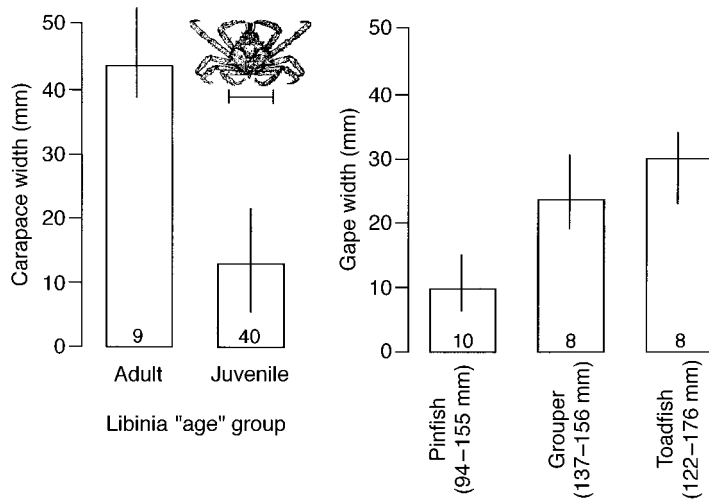 50
40
30
20
10
0
Carapace width (mm)
9
40
Adult
Juvenile
Libinia "age" group
50
40
30
20
10
0
Gape width (mm)
10
8
8
Pinfish
(94–155 mm)
Grouper
(137–156 mm)
Toadfish
(122–176 mm)